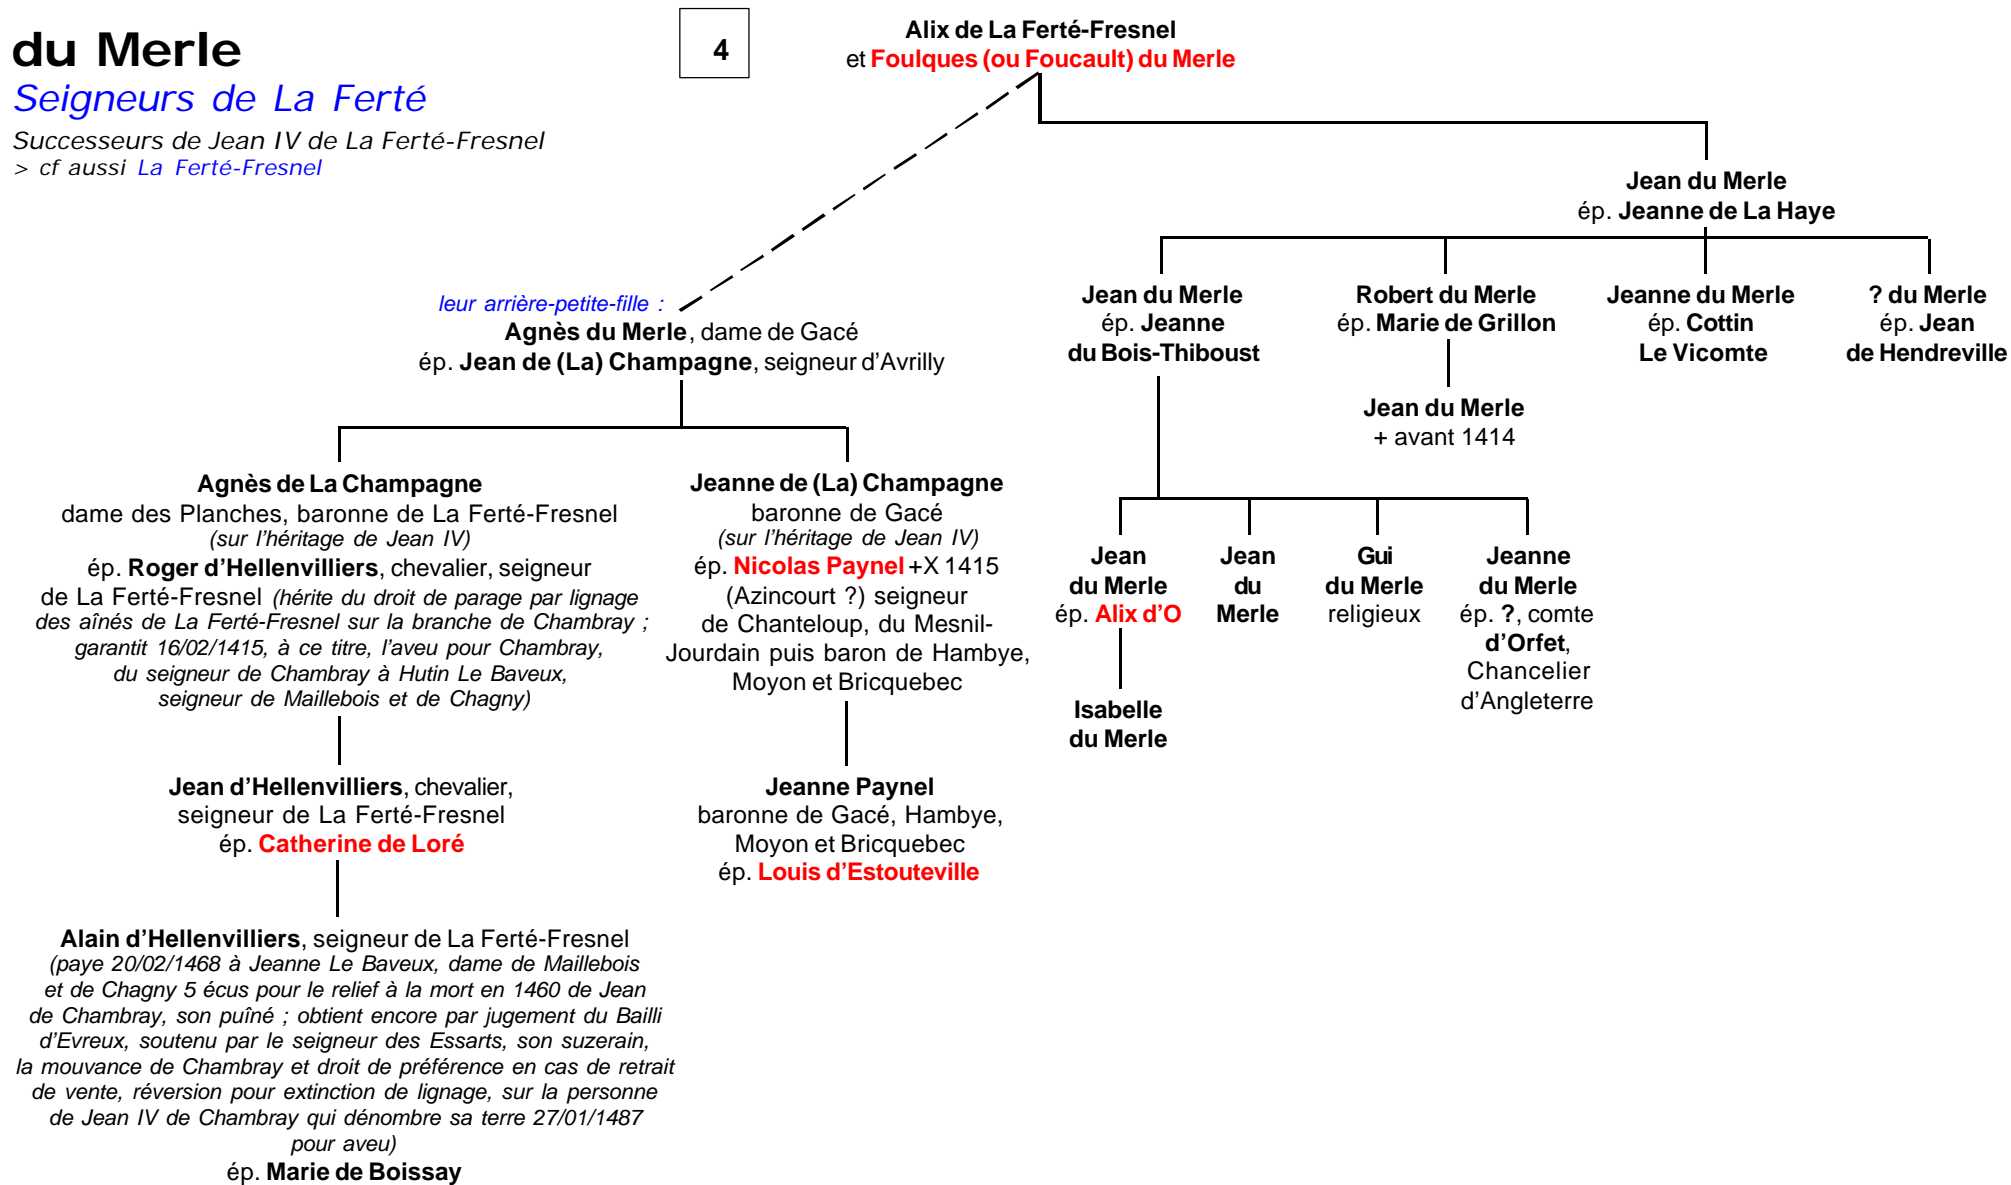 du Merle
Seigneurs de La Ferté
Successeurs de Jean IV de La Ferté-Fresnel
> cf aussi La Ferté-Fresnel
4
Alix de La Ferté-Fresnel
et Foulques (ou Foucault) du Merle
Jean du Merle
ép. Jeanne de La Haye
leur arrière-petite-fille :
Agnès du Merle, dame de Gacé
ép. Jean de (La) Champagne, seigneur d'Avrilly
Jean du Merle
ép. Jeanne
du Bois-Thiboust
Robert du Merle
ép. Marie de Grillon
Jeanne du Merle
ép. Cottin
Le Vicomte
? du Merle
ép. Jean
de Hendreville
Jean du Merle
+ avant 1414
Agnès de La Champagne
dame des Planches, baronne de La Ferté-Fresnel
(sur l'héritage de Jean IV)
ép. Roger d'Hellenvilliers, chevalier, seigneur
de La Ferté-Fresnel (hérite du droit de parage par lignage
des aînés de La Ferté-Fresnel sur la branche de Chambray ;
garantit 16/02/1415, à ce titre, l'aveu pour Chambray,
du seigneur de Chambray à Hutin Le Baveux,
seigneur de Maillebois et de Chagny)
Jeanne de (La) Champagne
baronne de Gacé
(sur l'héritage de Jean IV)
ép. Nicolas Paynel +X 1415
(Azincourt ?) seigneur
de Chanteloup, du Mesnil-
Jourdain puis baron de Hambye,
Moyon et Bricquebec
Jean
du Merle
ép. Alix d'O
Jean
du
Merle
Gui
du Merle
religieux
Jeanne
du Merle
ép. ?, comte
d'Orfet,
Chancelier
d'Angleterre
Isabelle
du Merle
Jean d'Hellenvilliers, chevalier,
seigneur de La Ferté-Fresnel
ép. Catherine de Loré
Jeanne Paynel
baronne de Gacé, Hambye,
Moyon et Bricquebec
ép. Louis d'Estouteville
Alain d'Hellenvilliers, seigneur de La Ferté-Fresnel
(paye 20/02/1468 à Jeanne Le Baveux, dame de Maillebois
et de Chagny 5 écus pour le relief à la mort en 1460 de Jean
de Chambray, son puîné ; obtient encore par jugement du Bailli
d'Evreux, soutenu par le seigneur des Essarts, son suzerain,
la mouvance de Chambray et droit de préférence en cas de retrait
de vente, réversion pour extinction de lignage, sur la personne
de Jean IV de Chambray qui dénombre sa terre 27/01/1487
pour aveu)
ép. Marie de Boissay